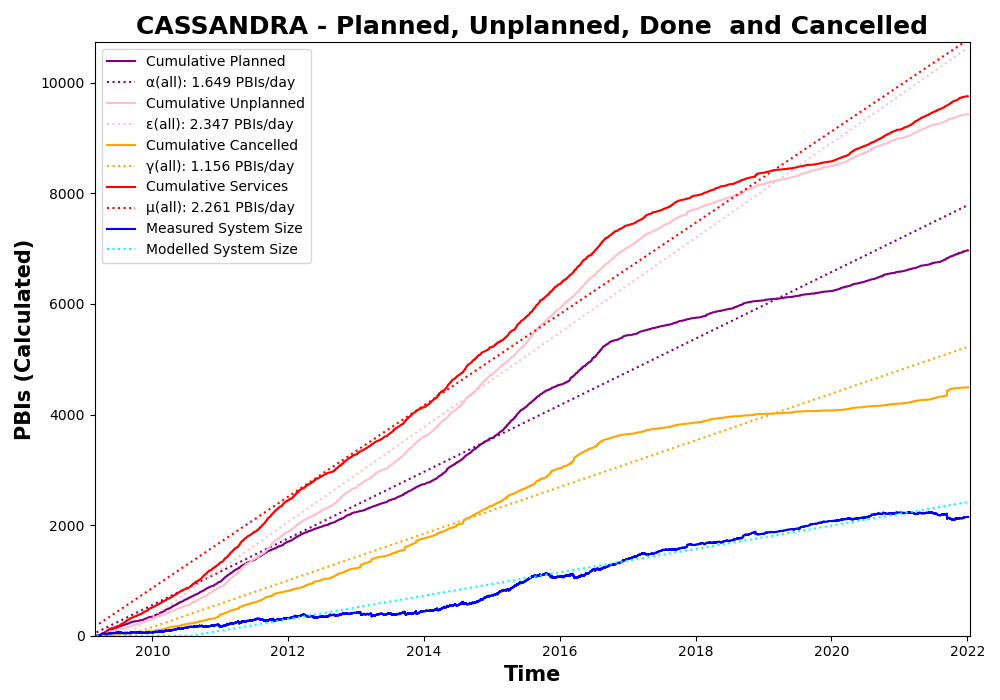 CASSANDRA - Planned, Unplanned, Done  and Cancelled
Cumulative Planned
α(all): 1.649 PBIs/day
Cumulative Unplanned
ε(all): 2.347 PBIs/day
Cumulative Cancelled
γ(all): 1.156 PBIs/day
Cumulative Services
μ(all): 2.261 PBIs/day
Measured System Size
Modelled System Size
PBIs (Calculated)
10000
8000
6000
4000
2000
0
2010 2012 2014 2016 2018 2020 2022
Time